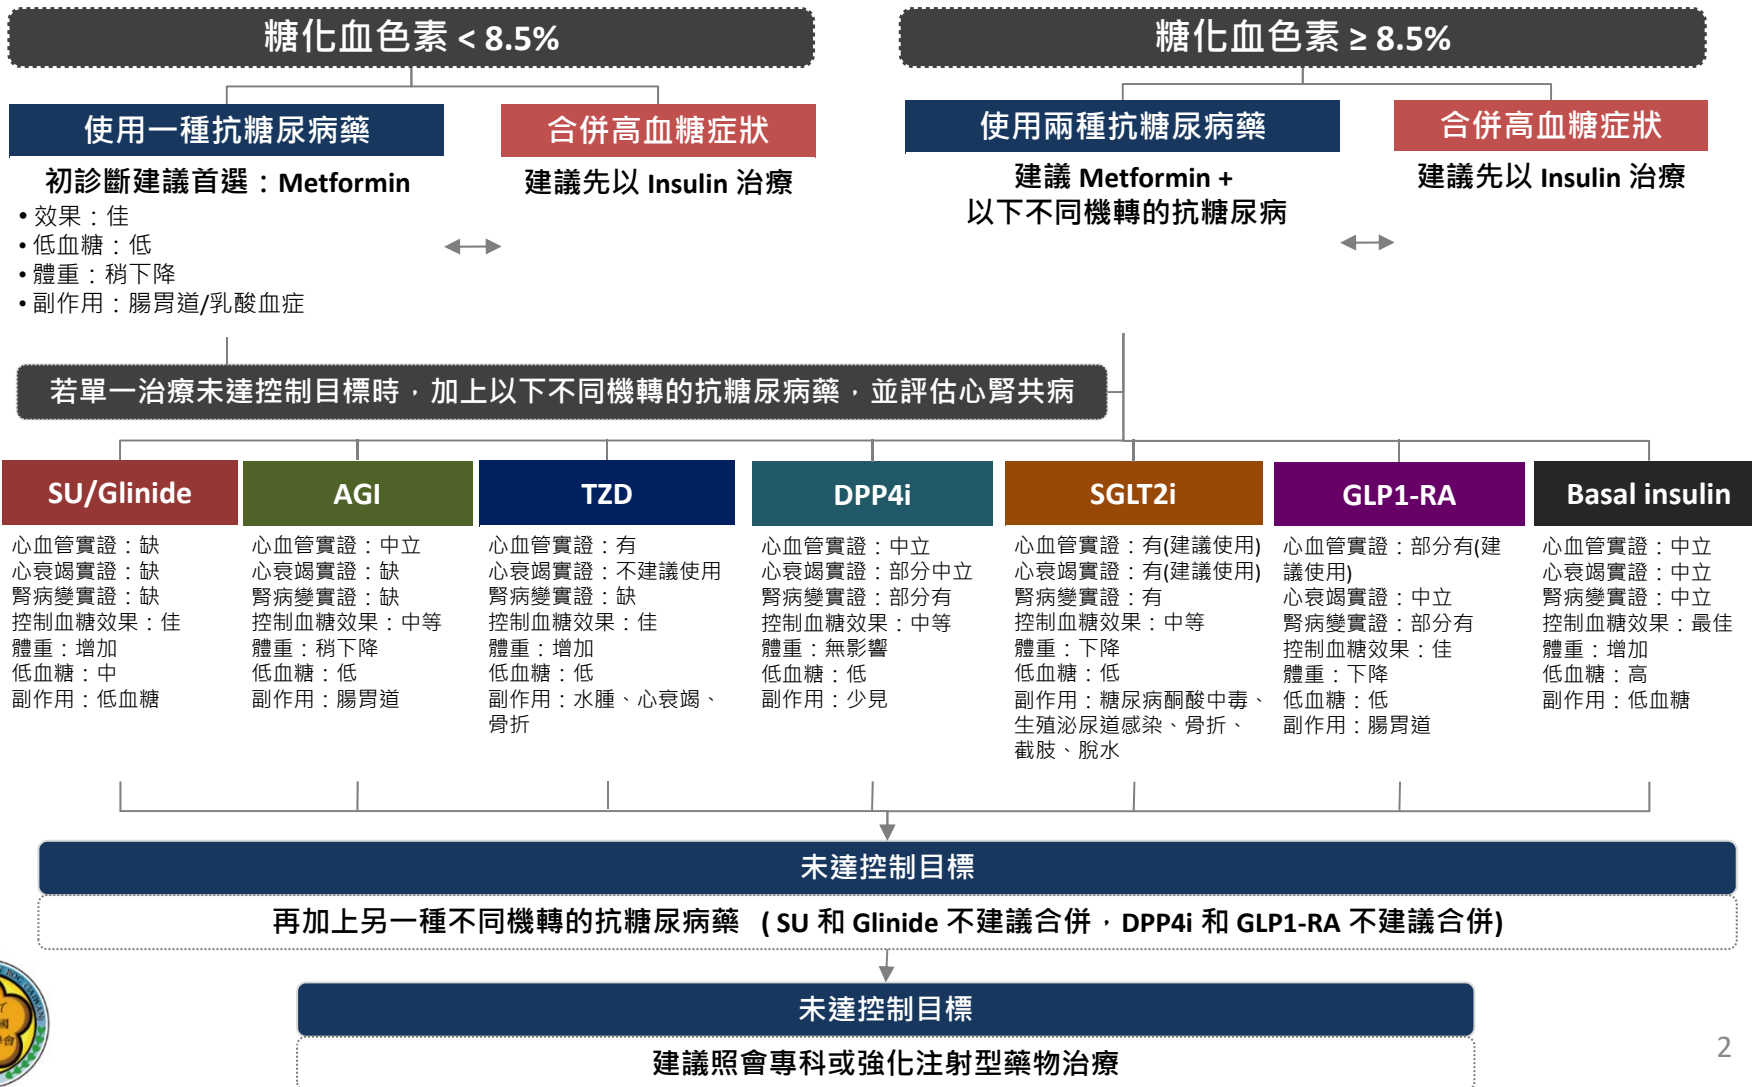 糖化血色素 < 8.5%
糖化血色素 ≥ 8.5%
使用一種抗糖尿病藥
合併高血糖症狀
使用兩種抗糖尿病藥
合併高血糖症狀
初診斷建議首選：Metformin
• 效果：佳
• 低血糖：低
• 體重：稍下降
• 副作用：腸胃道/乳酸血症
建議先以 Insulin 治療
建議 Metformin +
以下不同機轉的抗糖尿病
建議先以 Insulin 治療
若單一治療未達控制目標時，加上以下不同機轉的抗糖尿病藥，並評估心腎共病
SU/Glinide
心血管實證：缺
心衰竭實證：缺
腎病變實證：缺
控制血糖效果：佳
體重：增加
低血糖：中
副作用：低血糖
AGI
心血管實證：中立
心衰竭實證：缺
腎病變實證：缺
控制血糖效果：中等
體重：稍下降
低血糖：低
副作用：腸胃道
TZD
心血管實證：有
心衰竭實證：不建議使用
腎病變實證：缺
控制血糖效果：佳
體重：增加
低血糖：低
副作用：水腫、心衰竭、
骨折
DPP4i
心血管實證：中立
心衰竭實證：部分中立
腎病變實證：部分有
控制血糖效果：中等
體重：無影響
低血糖：低
副作用：少見
SGLT2i
心血管實證：有(建議使用)
心衰竭實證：有(建議使用)
腎病變實證：有
控制血糖效果：中等
體重：下降
低血糖：低
副作用：糖尿病酮酸中毒、
生殖泌尿道感染、骨折、
截肢、脫水
GLP1-RA
心血管實證：部分有(建
議使用)
心衰竭實證：中立
腎病變實證：部分有
控制血糖效果：佳
體重：下降
低血糖：低
副作用：腸胃道
Basal insulin
心血管實證：中立
心衰竭實證：中立
腎病變實證：中立
控制血糖效果：最佳
體重：增加
低血糖：高
副作用：低血糖
未達控制目標
再加上另一種不同機轉的抗糖尿病藥 ( SU 和 Glinide 不建議合併，DPP4i 和 GLP1-RA 不建議合併)
未達控制目標
建議照會專科或強化注射型藥物治療
2